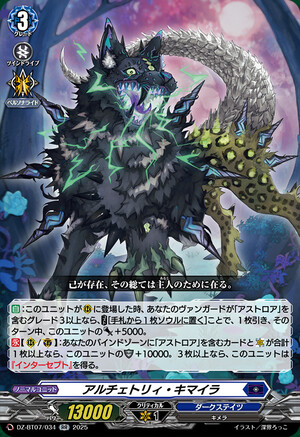 3
グレード
ツインドライブ
ペルソナライド
己が存在、その総ては主人のために在る。
自：このユニットがRに登場した時、あなたのヴァンガードが「アストロア」を
含むグレード3以上なら、【手札から1枚ソウルに置く】ことで、1枚引き、その
ターン中、このユニットのパワー+5000。
永 R：あなたのバインドゾーンに「アストロア」を含むカードと☆が合計
1枚以上あるなら、このユニットの+10000。3枚以上なら、このユニットは
『インターセプト』を得る。
ノーマルユニット
アルチェトリィ・キマイラ
パワー
13000
クリティカル
1
ダークステイツ
キメラ
DZ-BT07/034 RR 2025
イラスト/深景ろっこ